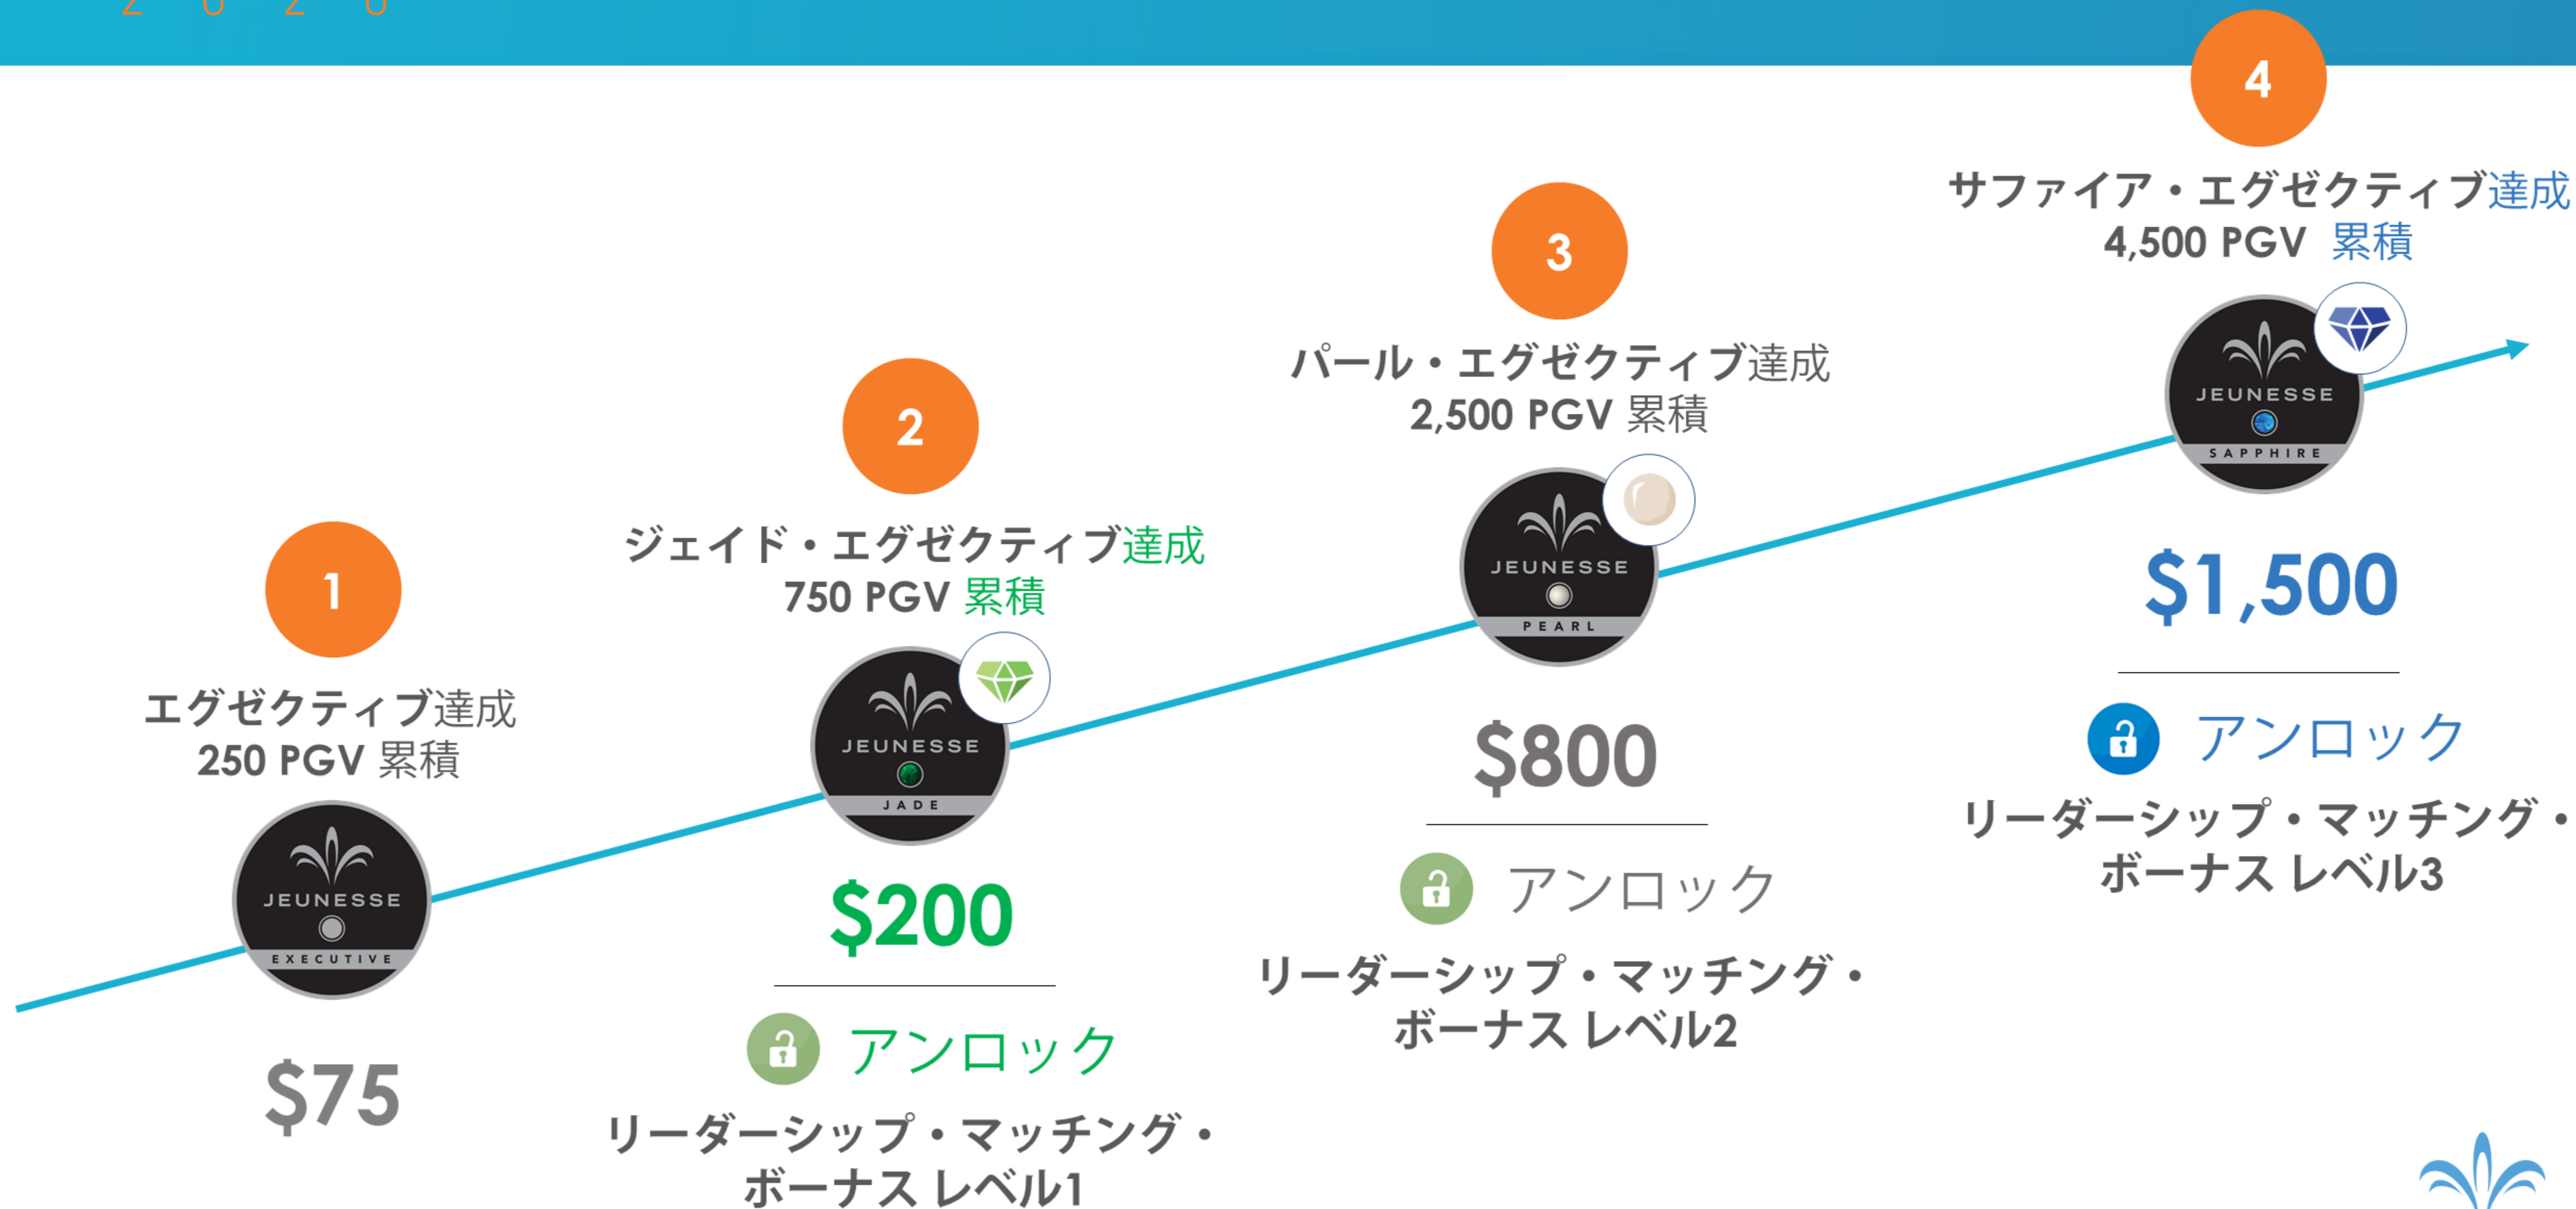 2 0 2 0
1
エグゼクティブ達成
250 PGV 累積
JEUNESSE
EXECUTIVE
$75
2
ジェイド・エグゼクティブ達成
750 PGV 累積
JEUNESSE
JADE
$200
アンロック
リーダーシップ・マッチング・
ボーナス レベル1
3
パール・エグゼクティブ達成
2,500 PGV 累積
JEUNESSE
PEARL
$800
アンロック
リーダーシップ・マッチング・
ボーナス レベル2
4
サファイア・エグゼクティブ達成
4,500 PGV 累積
JEUNESSE
SAPPHIRE
$1,500
アンロック
リーダーシップ・マッチング・
ボーナス レベル3